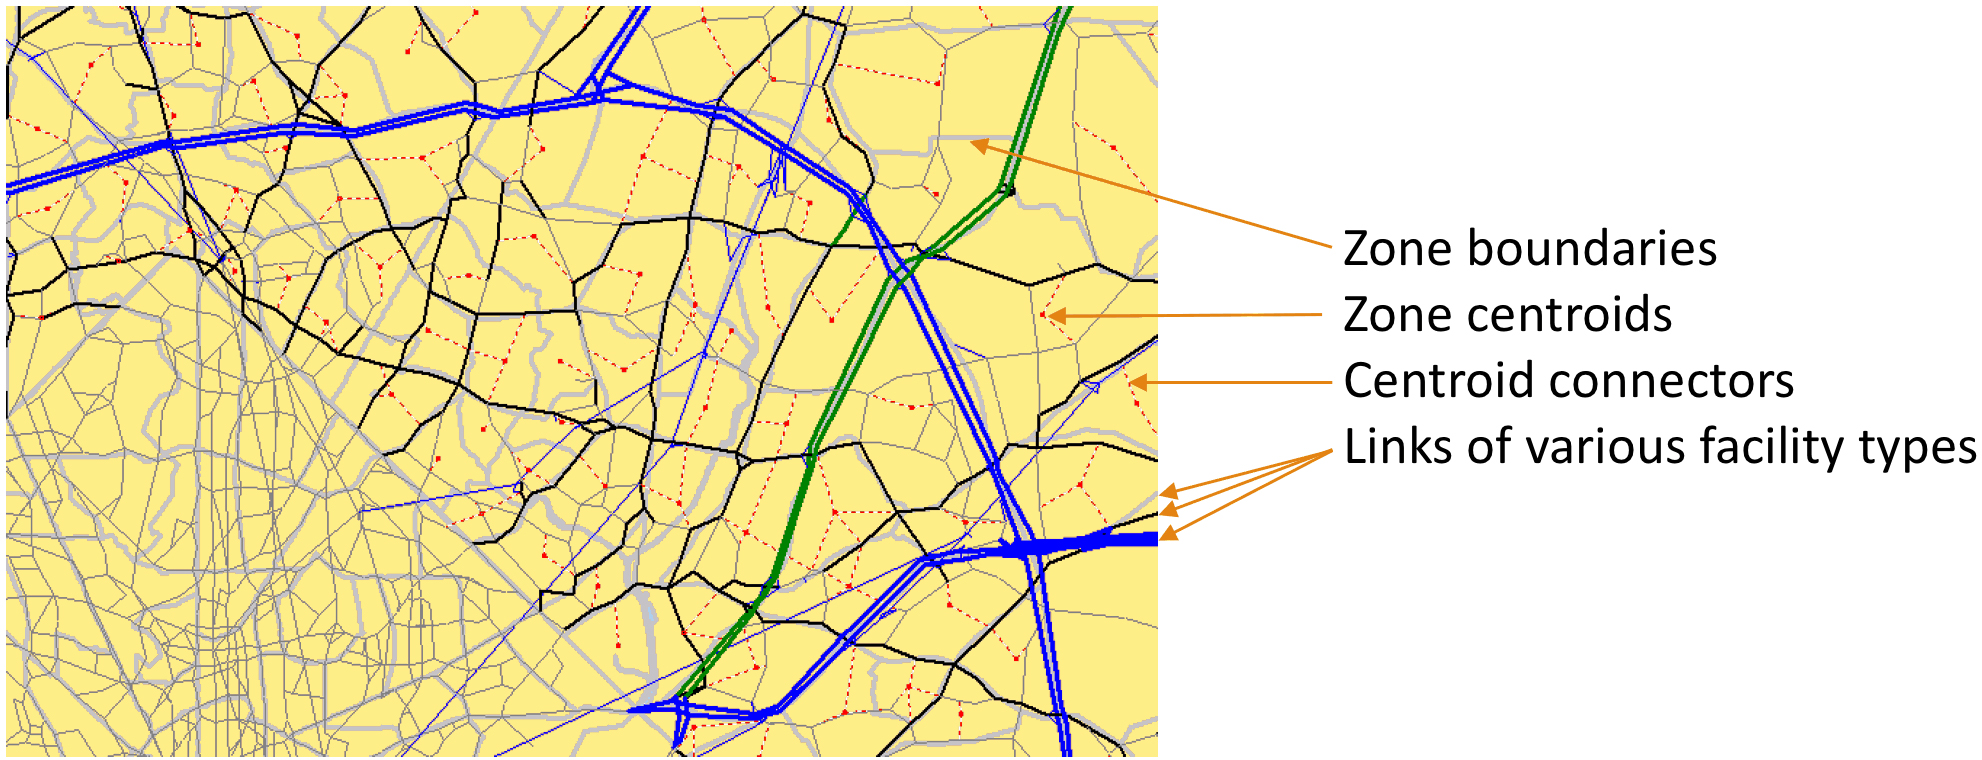 Zone boundaries
Zone centroids
Centroid connectors
Links of various facility types